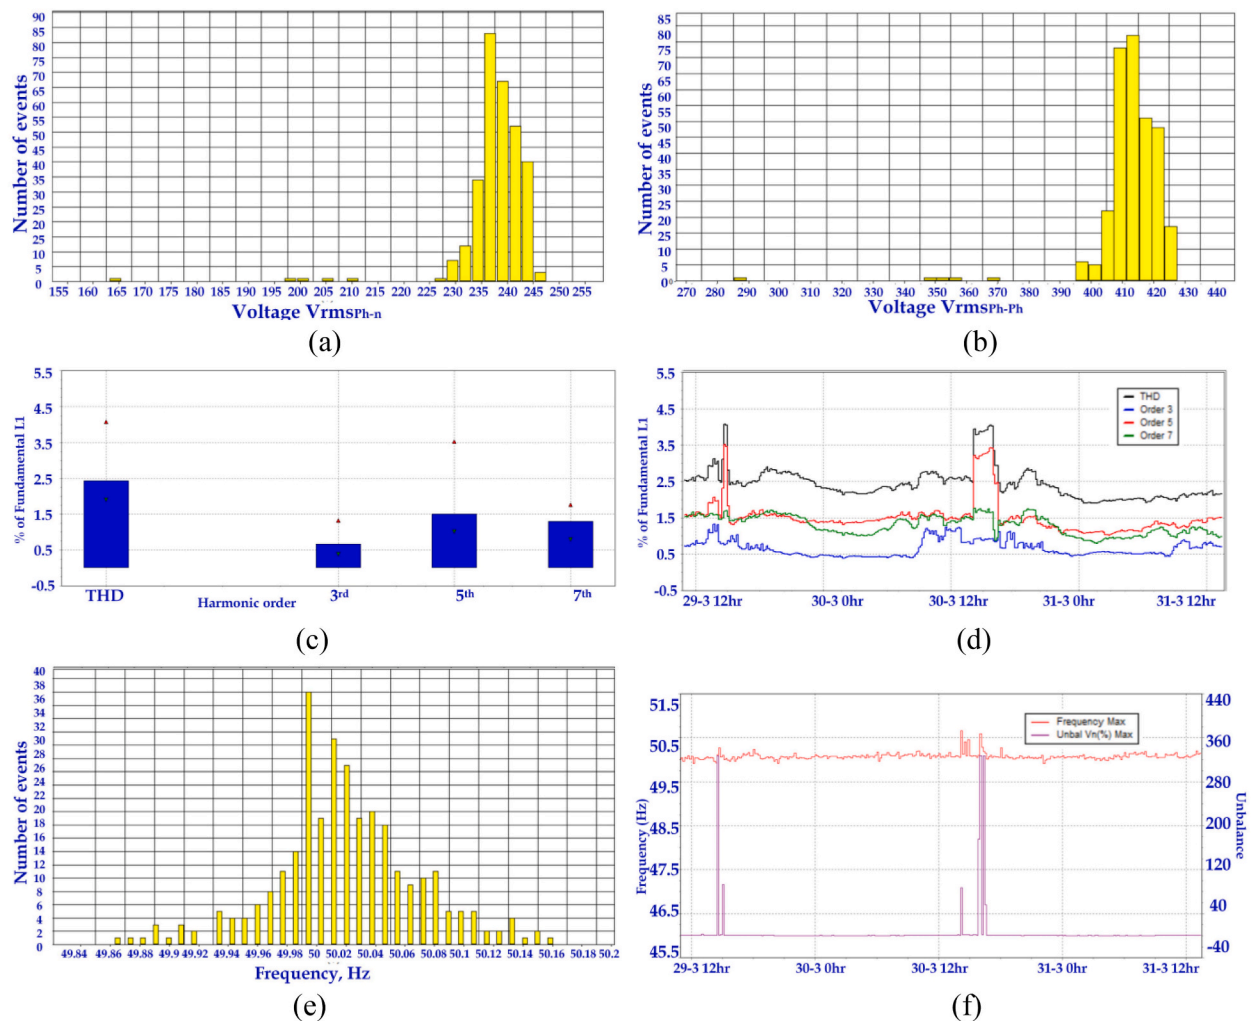 90
85
80
75
70
65
60
55
50
45
40
35
30
25
20
15
10
5
0
Number of events
155 160 165 170 175 180 185 190 195 200 205 210 215 220 225 230 235 240 245 250 255
Voltage VrmsPh-n
(a)
85
80
75
70
65
60
55
50
45
40
35
30
25
20
15
10
5
0
Number of events
270 280 290 300 310 320 330 340 350 360 370 380 390 400 410 420 430 440
Voltage VrmsPh-Ph
(b)
5.5
4.5
3.5
2.5
1.5
0.5
-0.5
% of Fundamental L1
THD 3rd 5th 7th
Harmonic order
(c)
5.5
4.5
3.5
2.5
1.5
0.5
-0.5
% of Fundamental L1
THD
Order 3
Order 5
Order 7
29-3 12hr 30-3 0hr 30-3 12hr 31-3 0hr 31-3 12hr
(d)
40
38
36
34
32
30
28
26
24
22
20
18
16
14
12
10
8
6
4
2
0
Number of events
49.84 49.86 49.88 49.9 49.92 49.94 49.96 49.98 50 50.02 50.04 50.06 50.08 50.1 50.12 50.14 50.16 50.18 50.2
Frequency, Hz
(e)
51.5
50.5
49.5
48.5
47.5
46.5
45.5
Frequency (Hz)
Frequency Max
Unbal Vn(%) Max
440
360
280
200
120
40
-40
Unbalance
29-3 12hr 30-3 0hr 30-3 12hr 31-3 0hr 31-3 12hr
(f)